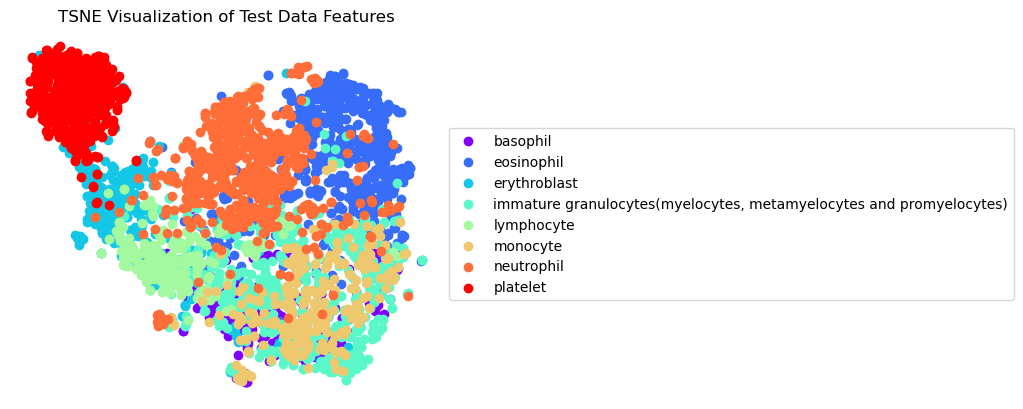 TSNE Visualization of Test Data Features
basophil
eosinophil
erythroblast
immature granulocytes(myelocytes, metamyelocytes and promyelocytes)
lymphocyte
monocyte
neutrophil
platelet